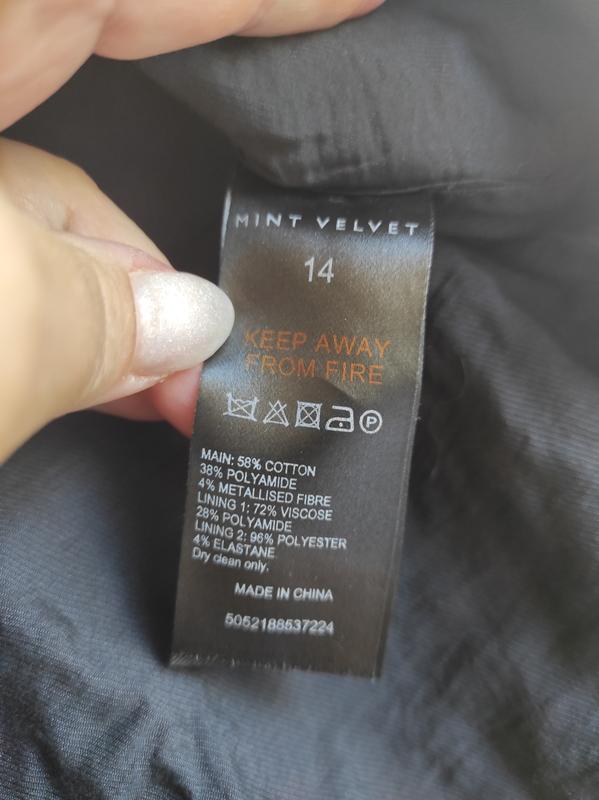 MINT VELVET
14
KEEP AWAY
FROM FIRE
P
MAIN: 58% COTTON
38% POLYAMIDE
4% METALLISED FIBRE
LINING 1: 72% VISCOSE
28% POLYAMIDE
LINING 2: 96% POLYESTER
4% ELASTANE
Dry clean only.
MADE IN CHINA
5052188537224